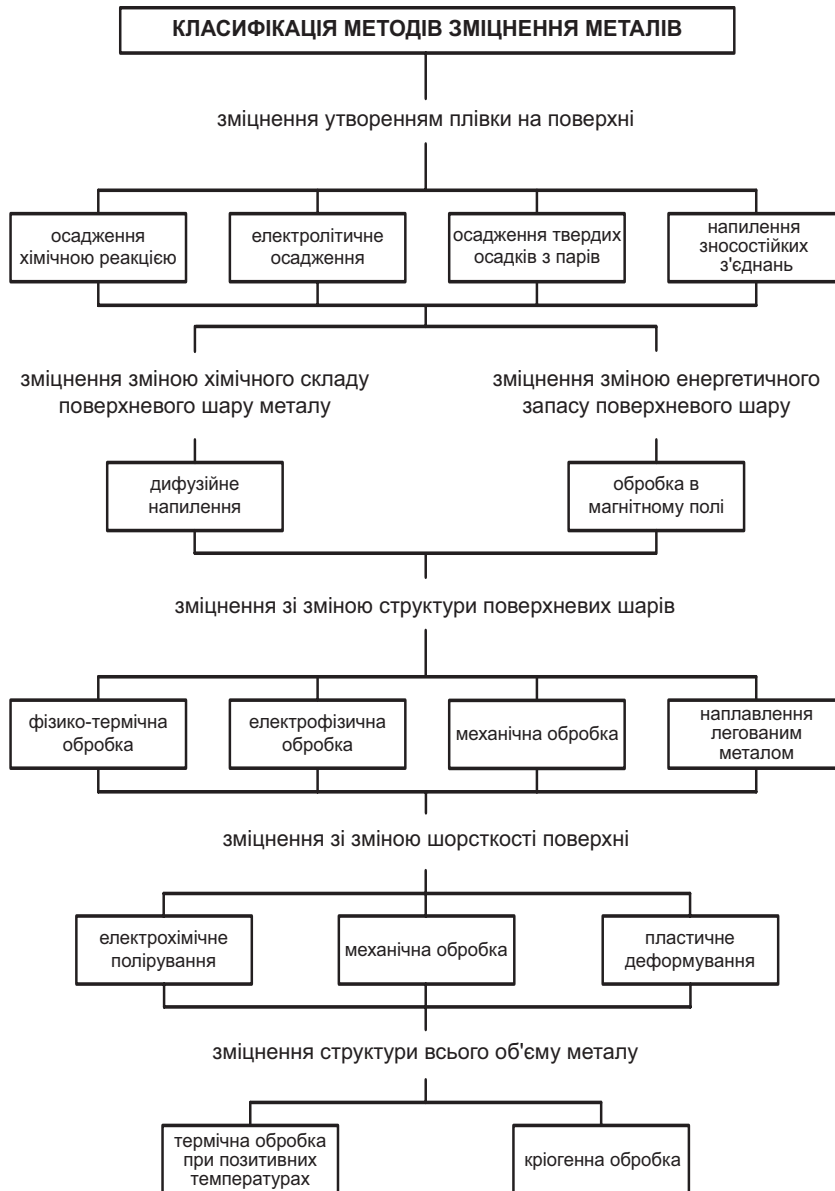 КЛАСИФІКАЦІЯ МЕТОДІВ ЗМІЦНЕННЯ МЕТАЛІВ
зміцнення утворенням плівки на поверхні
осадження
хімічною реакцією
електролітичне
осадження
осадження твердих
осадків з парів
напилення
зносостійких
з'єднань
зміцнення зміною хімічного складу
поверхневого шару металу
зміцнення зміною енергетичного
запасу поверхневого шару
дифузійне
напилення
обробка в
магнітному полі
зміцнення зі зміною структури поверхневих шарів
фізико-термічна
обробка
електрофізична
обробка
механічна обробка
наплавлення
легованим
металом
зміцнення зі зміною шорсткості поверхні
електрохімічне
полірування
механічна обробка
пластичне
деформування
зміцнення структури всього об'єму металу
термічна обробка
при позитивних
температурах
кріогенна обробка